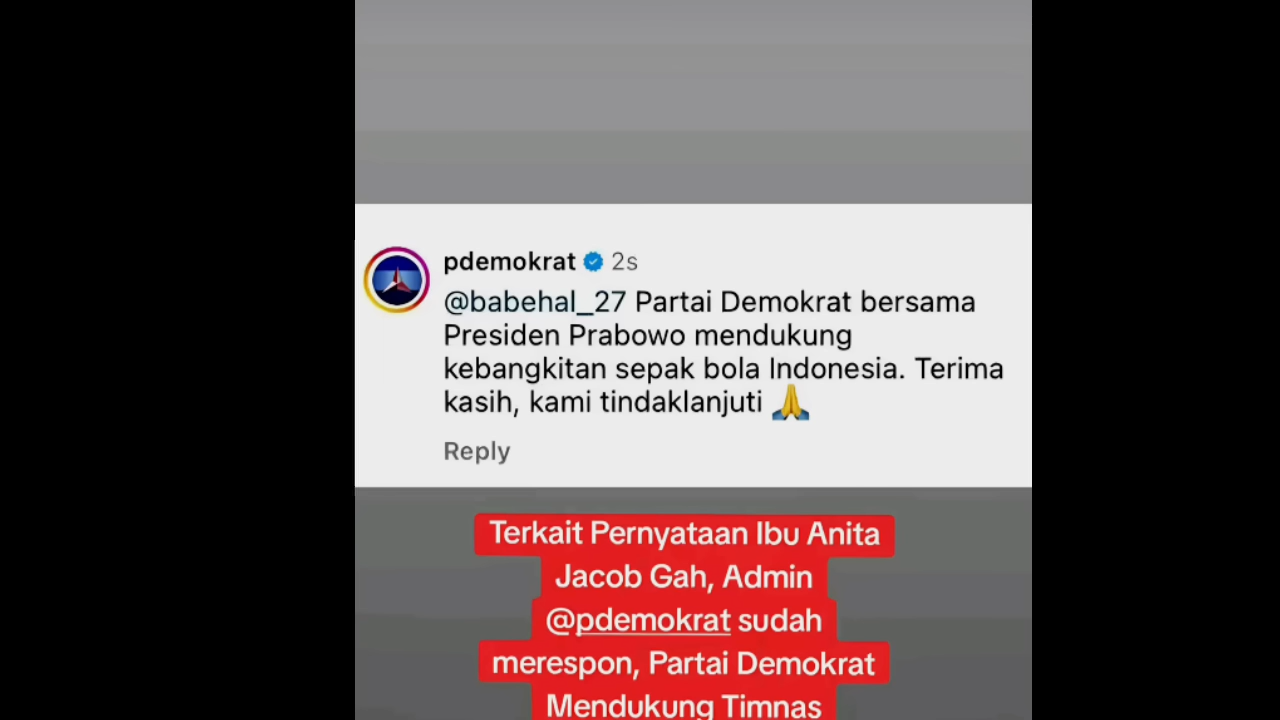 pdemokrat 2s
@babehal_27 Partai Demokrat bersama
Presiden Prabowo mendukung
kebangkitan sepak bola Indonesia. Terima
kasih, kami tindaklanjuti 🙏
Reply
Terkait Pernyataan Ibu Anita
Jacob Gah, Admin
@pdemokrat sudah
merespon, Partai Demokrat
Mendukung Timnas